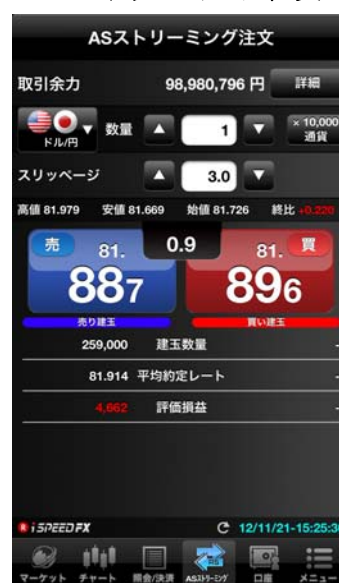 ASストリーミング注文
取引余力 98,980,796 円 詳細
ドル/円 数量 1 × 10,000 通貨
スリッページ 3.0
高値 81.979 安値 81.669 始値 81.726 終比 +0.220
売 81. 887 0.9 81. 896 買
売り建玉 買い建玉
259,000 建玉数量 -
81.914 平均約定レート -
4,662 評価損益 -
R iSPEED FX 12/11/21-15:25:3
マーケット チャート 照会/決済 ASストリーミング 口座 メニュー